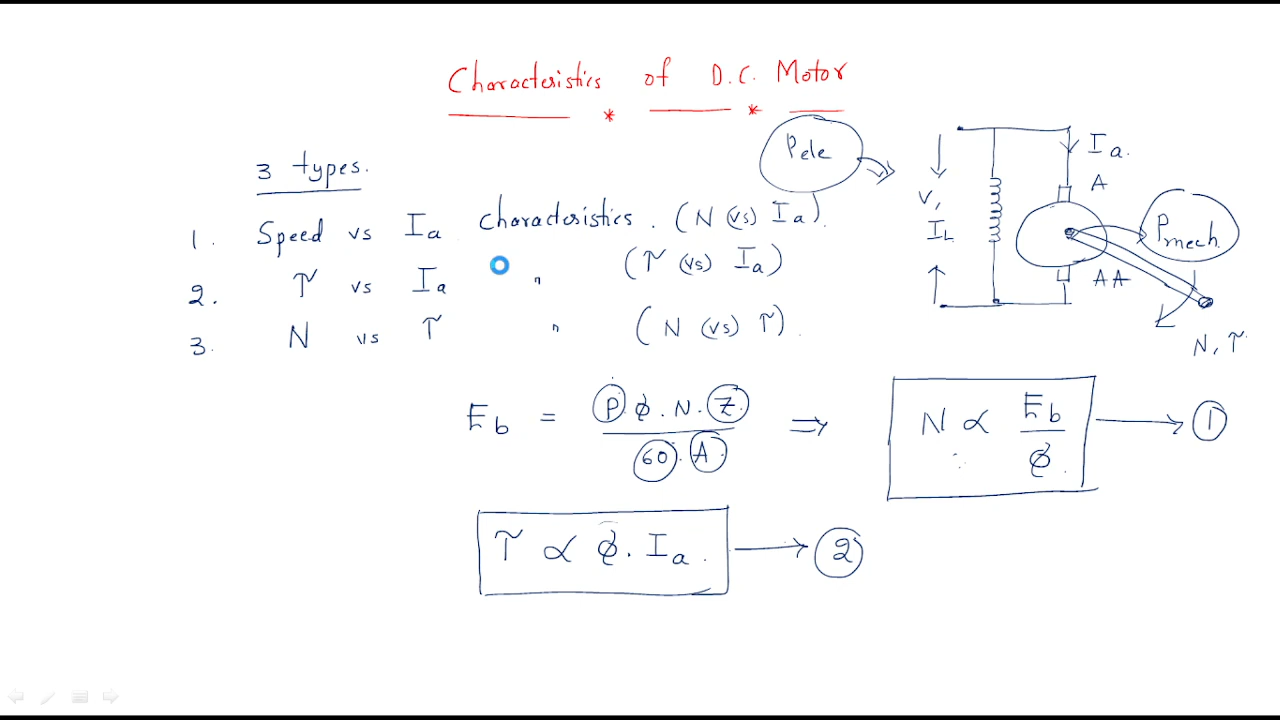 Characteristics of D.C. Motor
3 types.
1. Speed vs Ia characteristics. (N (vs) Ia)
2. τ vs Ia " (τ (vs) Ia)
3. N vs τ " (N (vs) τ).
Pele
Ia.
A
V,
IL
Pmech.
AA
N, τ
Eb = P.φ.N.Z / 60.A ⇒ N ∝ Eb / φ → 1
τ ∝ φ.Ia. → 2